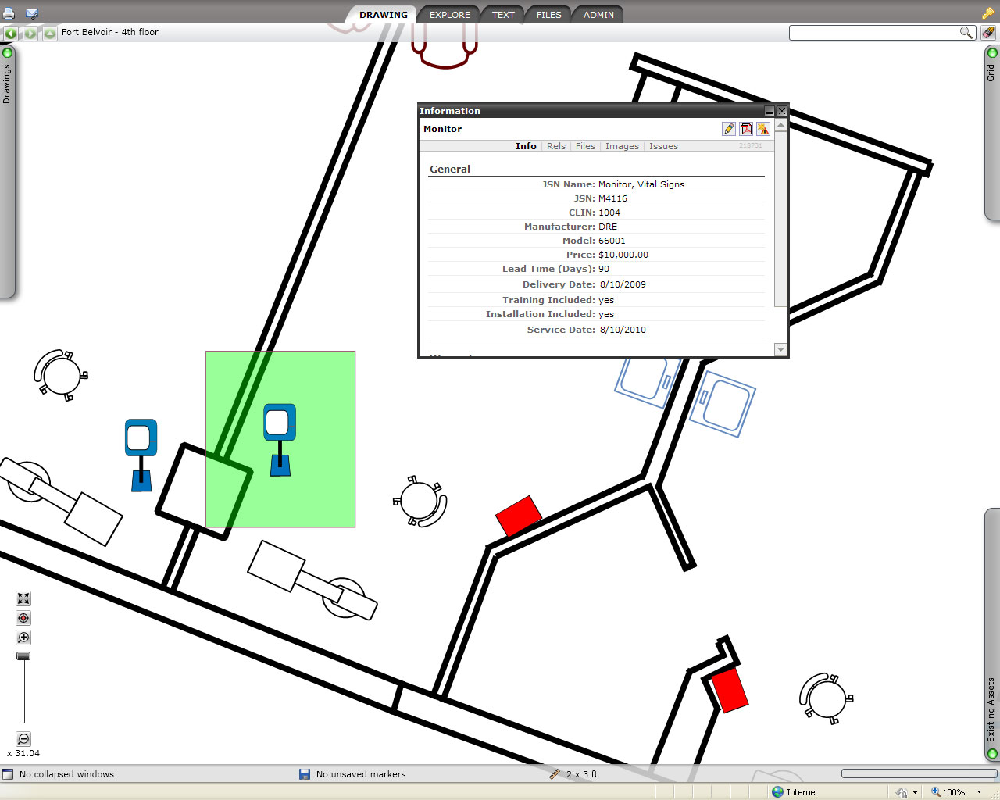 DRAWING EXPLORE TEXT FILES ADMIN
Fort Belvoir - 4th floor
Drawings
Grid
Information
Monitor
Info Rels Files Images Issues 218731
General
JSN Name: Monitor, Vital Signs
JSN: M4116
CLIN: 1004
Manufacturer: DRE
Model: 66001
Price: $10,000.00
Lead Time (Days): 90
Delivery Date: 8/10/2009
Training Included: yes
Installation Included: yes
Service Date: 8/10/2010
Existing Assets
x 31.04
No collapsed windows No unsaved markers 2 x 3 ft
Internet 100%